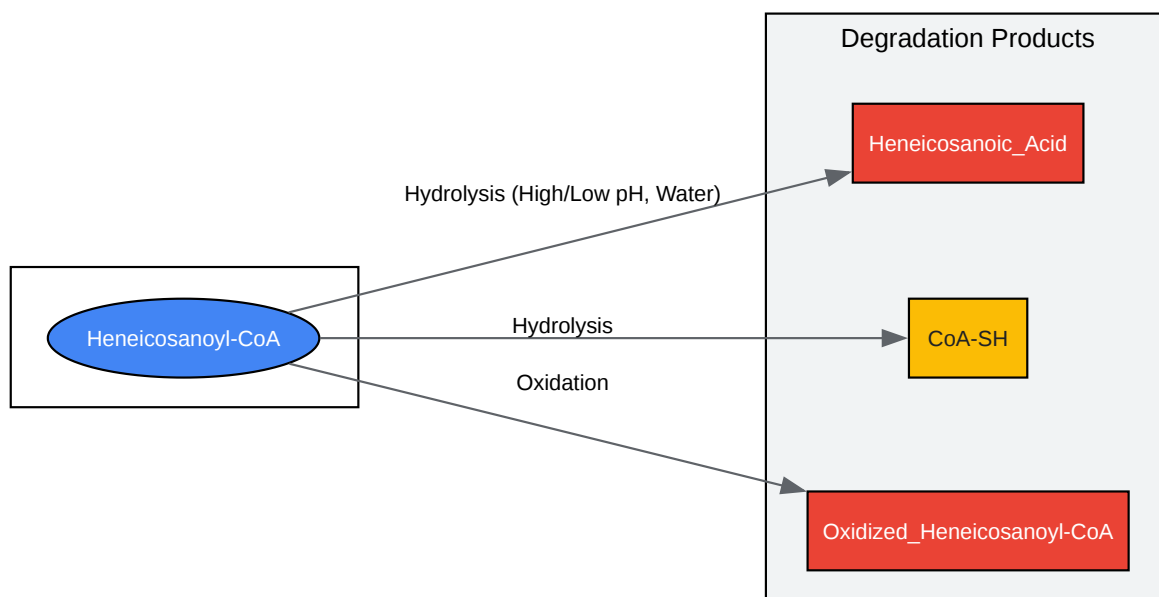 Degradation Products
Heneicosanoic_Acid
Hydrolysis (High/Low pH, Water)
Heneicosanoyl-CoA
Hydrolysis
CoA-SH
Oxidation
Oxidized_Heneicosanoyl-CoA